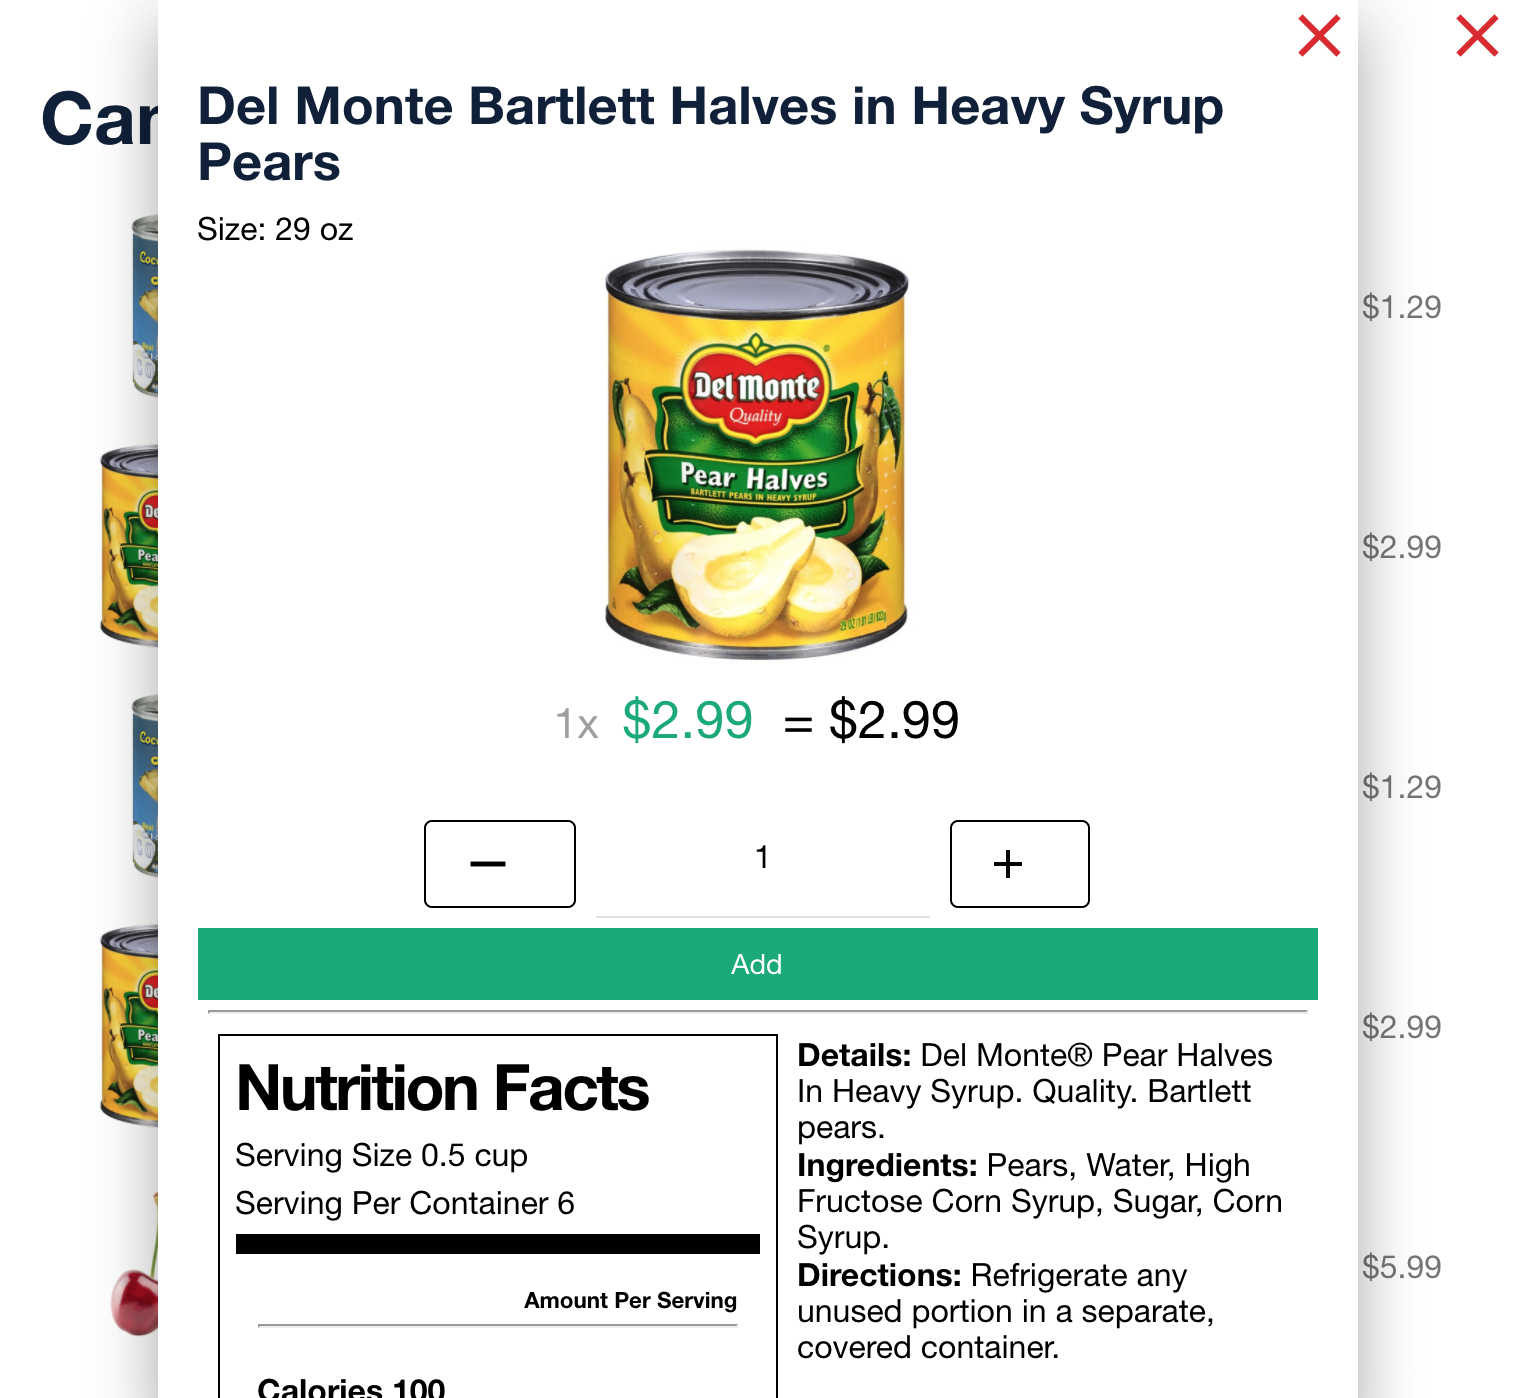 Car
Del Monte Bartlett Halves in Heavy Syrup
Pears
Size: 29 oz
Del Monte
Quality
Pear Halves
BARTLETT PEARS IN HEAVY SYRUP
$1.29
$2.99
1x $2.99 = $2.99
$1.29
1
Add
$2.99
Nutrition Facts
Serving Size 0.5 cup
Serving Per Container 6
Amount Per Serving
Calories 100
Details: Del Monte® Pear Halves
In Heavy Syrup. Quality. Bartlett
pears.
Ingredients: Pears, Water, High
Fructose Corn Syrup, Sugar, Corn
Syrup.
Directions: Refrigerate any
unused portion in a separate,
covered container.
$5.99